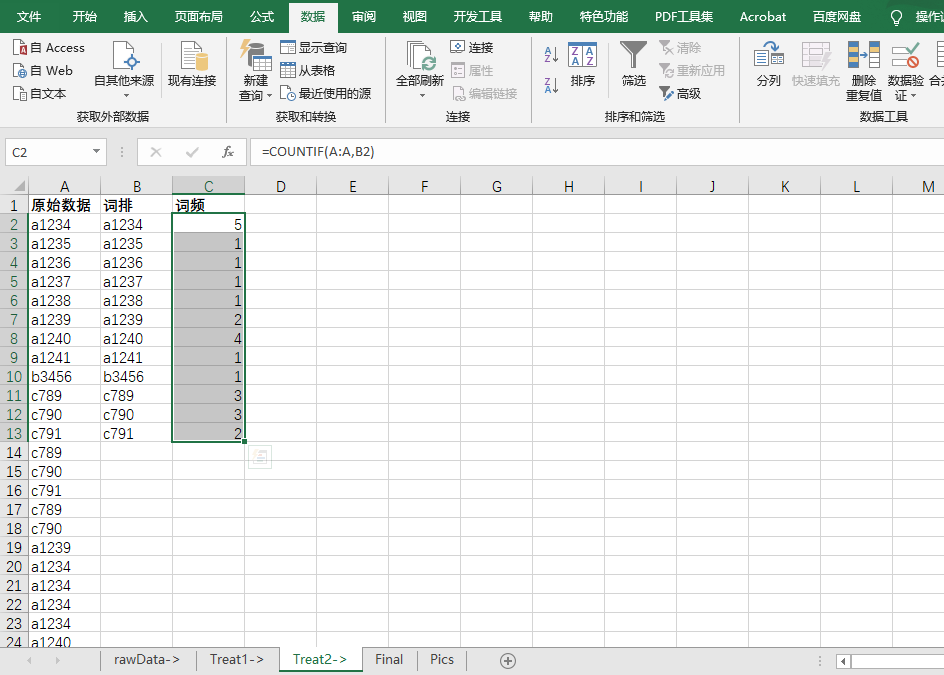 文件 开始 插入 页面布局 公式 数据 审阅 视图 开发工具 帮助 特色功能 PDF工具集 Acrobat 百度网盘 操作
自 Access
自 Web
自文本
自其他来源
现有连接
获取外部数据
新建
查询
显示查询
从表格
最近使用的源
获取和转换
全部刷新
连接
属性
编辑链接
连接
排序
筛选
清除
重新应用
高级
排序和筛选
分列
快速填充
删除
重复值
数据验
证
数据工具
C2 fx =COUNTIF(A:A,B2)
A B C D E F G H I J K L M
1 原始数据 词排 词频
2 a1234 a1234 5
3 a1235 a1235 1
4 a1236 a1236 1
5 a1237 a1237 1
6 a1238 a1238 1
7 a1239 a1239 2
8 a1240 a1240 4
9 a1241 a1241 1
10 b3456 b3456 1
11 c789 c789 3
12 c790 c790 3
13 c791 c791 2
14 c789
15 c790
16 c791
17 c789
18 c790
19 a1239
20 a1234
21 a1234
22 a1234
23 a1234
24 a1240
rawData-> Treat1-> Treat2-> Final Pics